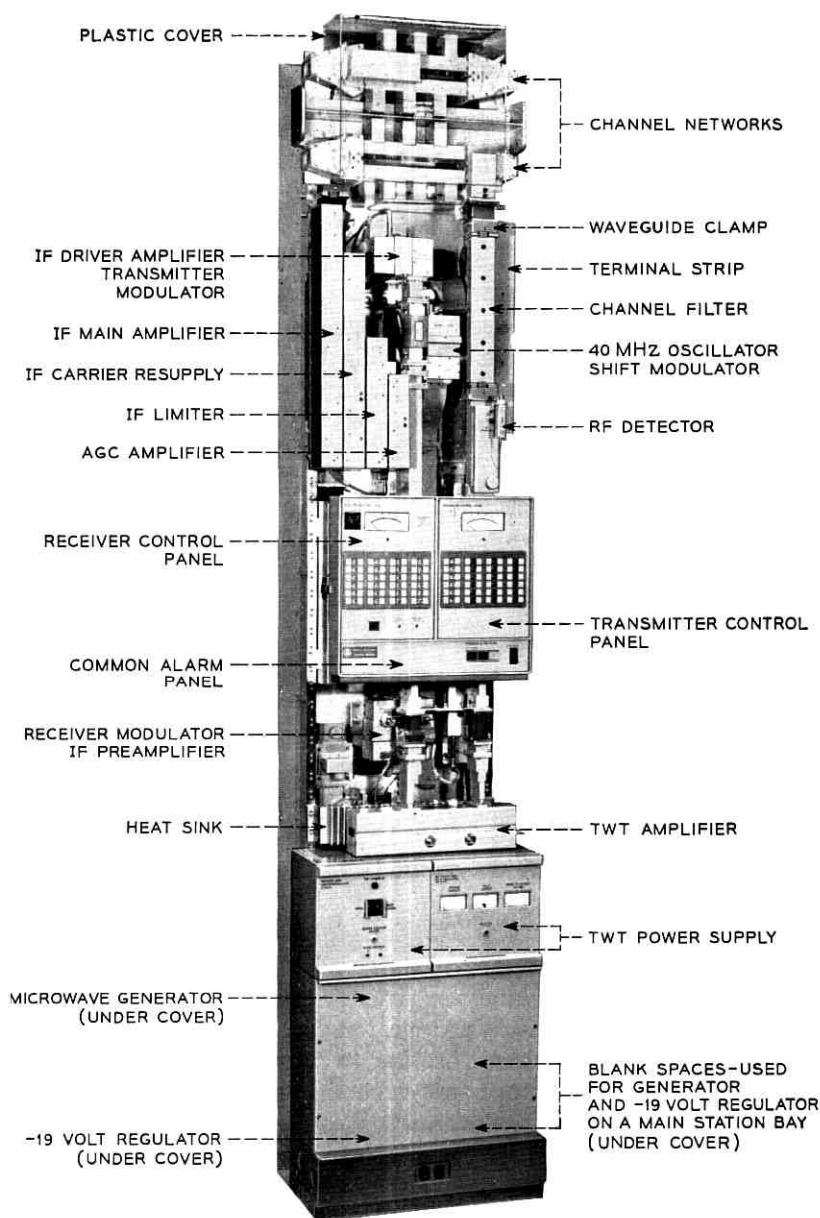 PLASTIC COVER
CHANNEL NETWORKS
WAVEGUIDE CLAMP
IF DRIVER AMPLIFIER
TRANSMITTER
MODULATOR
TERMINAL STRIP
CHANNEL FILTER
IF MAIN AMPLIFIER
40 MHZ OSCILLATOR
SHIFT MODULATOR
IF CARRIER RESUPPLY
IF LIMITER
RF DETECTOR
AGC AMPLIFIER
RECEIVER CONTROL
PANEL
TRANSMITTER CONTROL
PANEL
COMMON ALARM
PANEL
RECEIVER MODULATOR
IF PREAMPLIFIER
HEAT SINK
TWT AMPLIFIER
TWT POWER SUPPLY
MICROWAVE GENERATOR
(UNDER COVER)
BLANK SPACES-USED
FOR GENERATOR
AND -19 VOLT REGULATOR
ON A MAIN STATION BAY
(UNDER COVER)
-19 VOLT REGULATOR
(UNDER COVER)